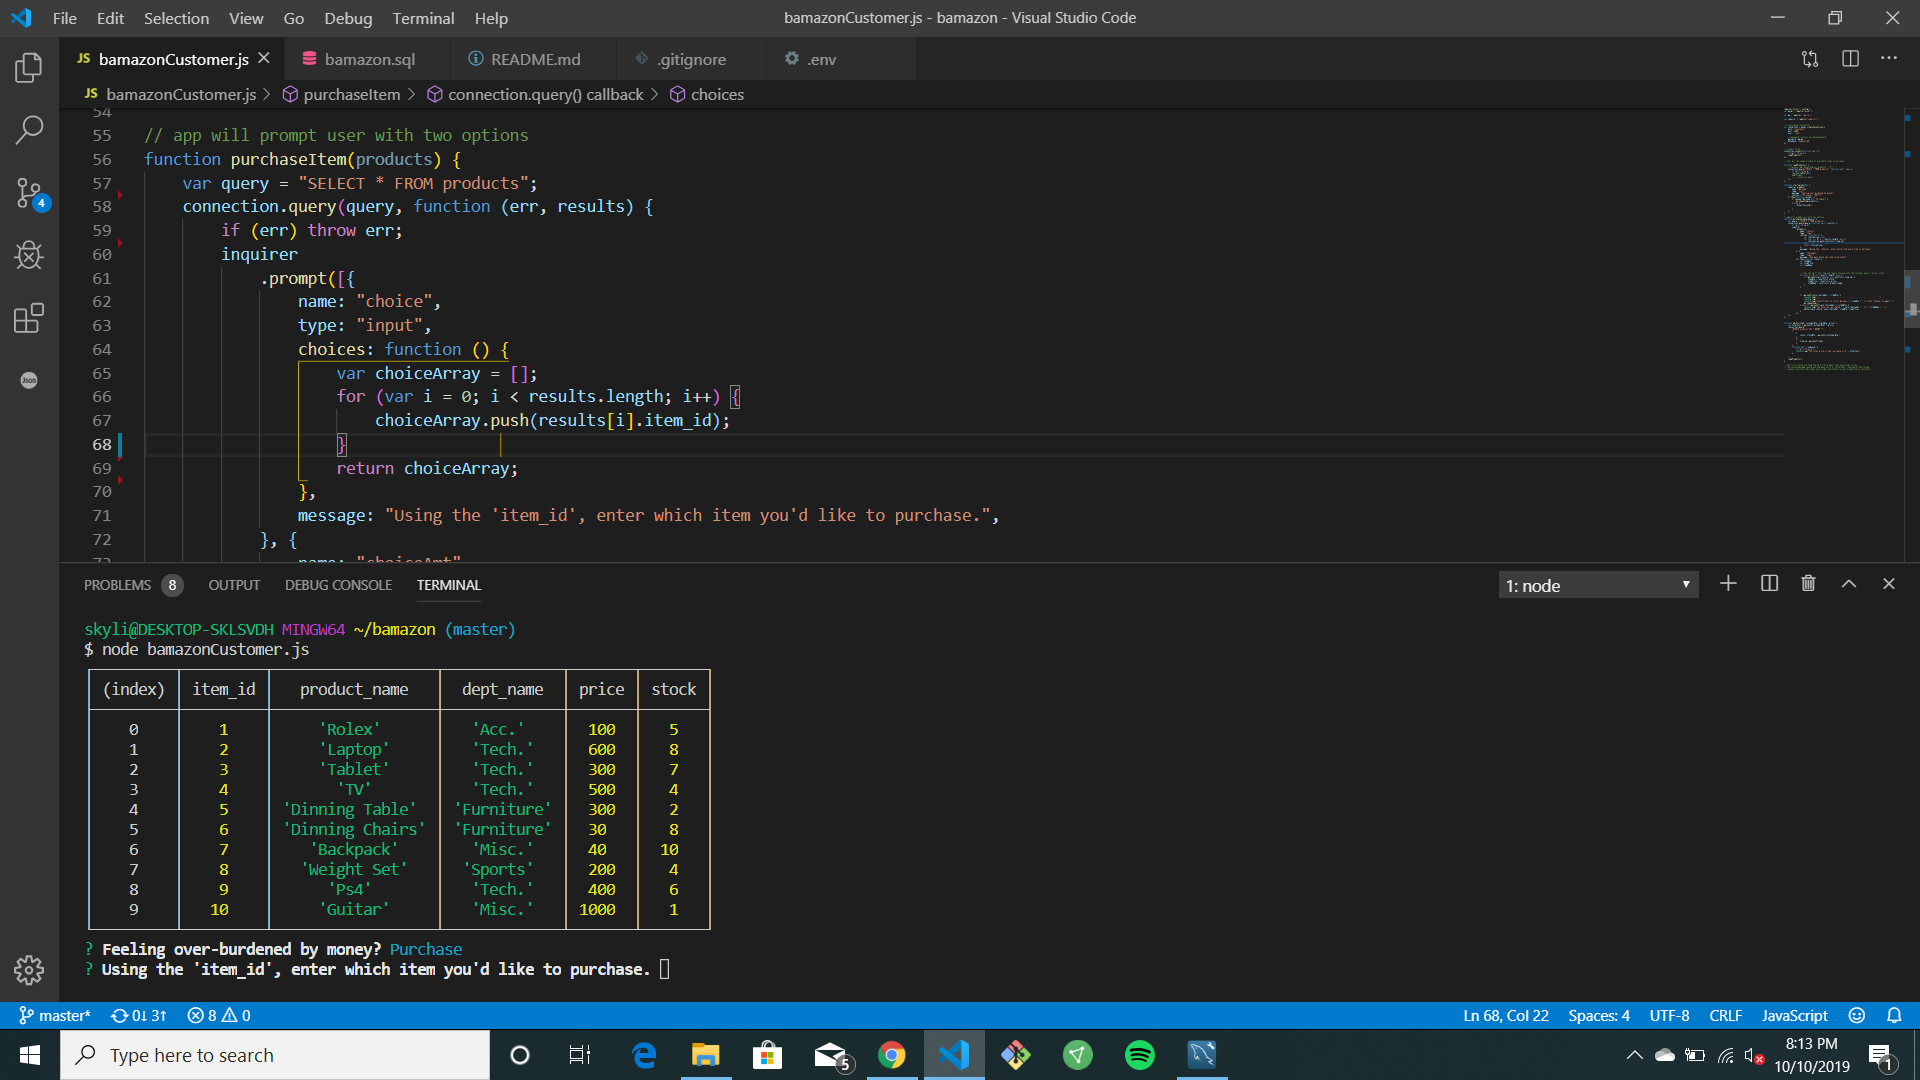 File Edit Selection View Go Debug Terminal Help
bamazonCustomer.js - bamazon - Visual Studio Code
JS bamazonCustomer.js
bamazon.sql
README.md
.gitignore
.env
JS bamazonCustomer.js > purchaseItem > connection.query() callback > choices
54
55 // app will prompt user with two options
56 function purchaseItem(products) {
57 var query = "SELECT * FROM products";
58 connection.query(query, function (err, results) {
59 if (err) throw err;
60 inquirer
61 .prompt([{
62 name: "choice",
63 type: "input",
64 choices: function () {
65 var choiceArray = [];
66 for (var i = 0; i < results.length; i++) {
67 choiceArray.push(results[i].item_id);
68 }
69 return choiceArray;
70 },
71 message: "Using the 'item_id', enter which item you'd like to purchase.",
72 }, {
73 name: "choiceAmt"
4
Json
PROBLEMS 8 OUTPUT DEBUG CONSOLE TERMINAL
1: node
skyli@DESKTOP-SKLSVDH MINGW64 ~/bamazon (master)
$ node bamazonCustomer.js
(index) item_id product_name dept_name price stock
0 1 'Rolex' 'Acc.' 100 5
1 2 'Laptop' 'Tech.' 600 8
2 3 'Tablet' 'Tech.' 300 7
3 4 'TV' 'Tech.' 500 4
4 5 'Dinning Table' 'Furniture' 300 2
5 6 'Dinning Chairs' 'Furniture' 30 8
6 7 'Backpack' 'Misc.' 40 10
7 8 'Weight Set' 'Sports' 200 4
8 9 'Ps4' 'Tech.' 400 6
9 10 'Guitar' 'Misc.' 1000 1
? Feeling over-burdened by money? Purchase
? Using the 'item_id', enter which item you'd like to purchase.
master* 0↓ 3↑ 8 0
Ln 68, Col 22 Spaces: 4 UTF-8 CRLF JavaScript
Type here to search
5
8:13 PM
10/10/2019
1